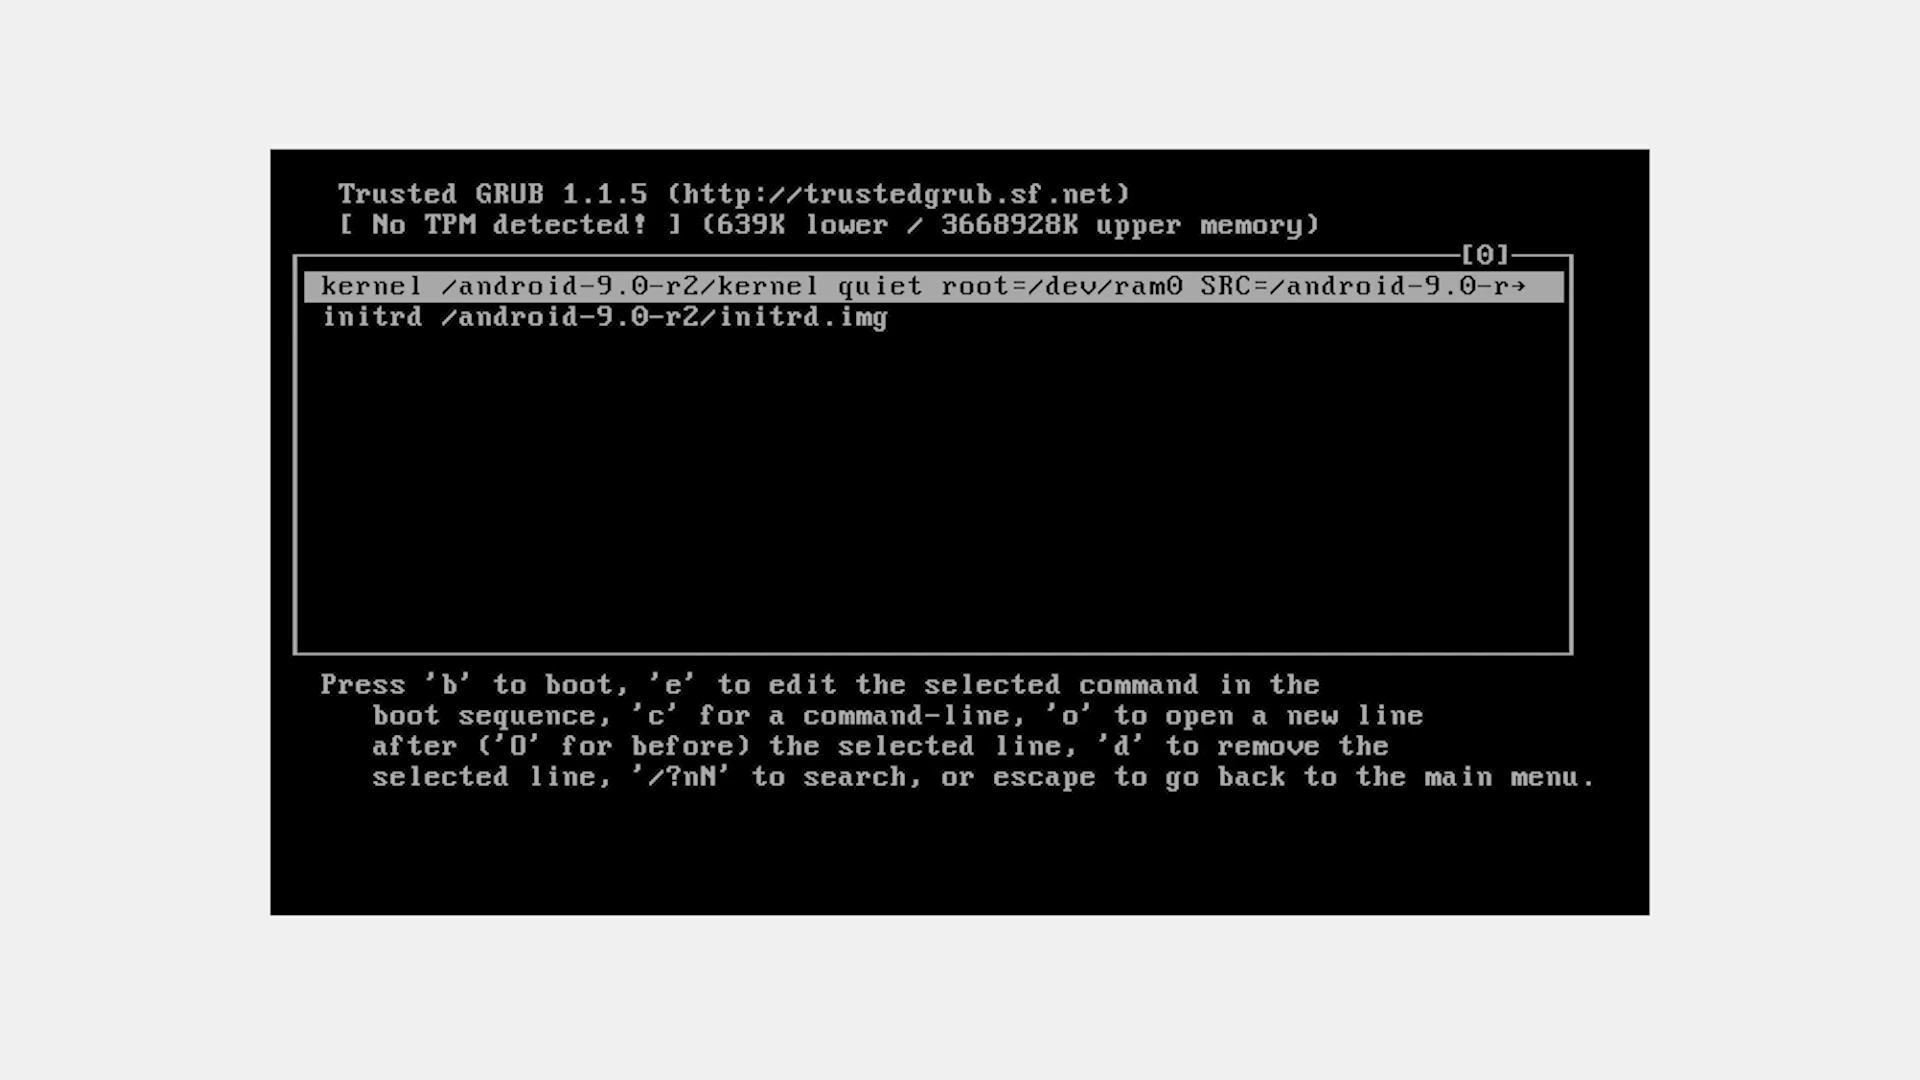 Trusted GRUB 1.1.5 (http://trustedgrub.sf.net)
[ No TPM detected! ] (639K lower / 3668928K upper memory)
[0]
kernel /android-9.0-r2/kernel quiet root=/dev/ram0 SRC=/android-9.0-r→
initrd /android-9.0-r2/initrd.img
Press 'b' to boot, 'e' to edit the selected command in the
boot sequence, 'c' for a command-line, 'o' to open a new line
after ('O' for before) the selected line, 'd' to remove the
selected line, '/?nN' to search, or escape to go back to the main menu.